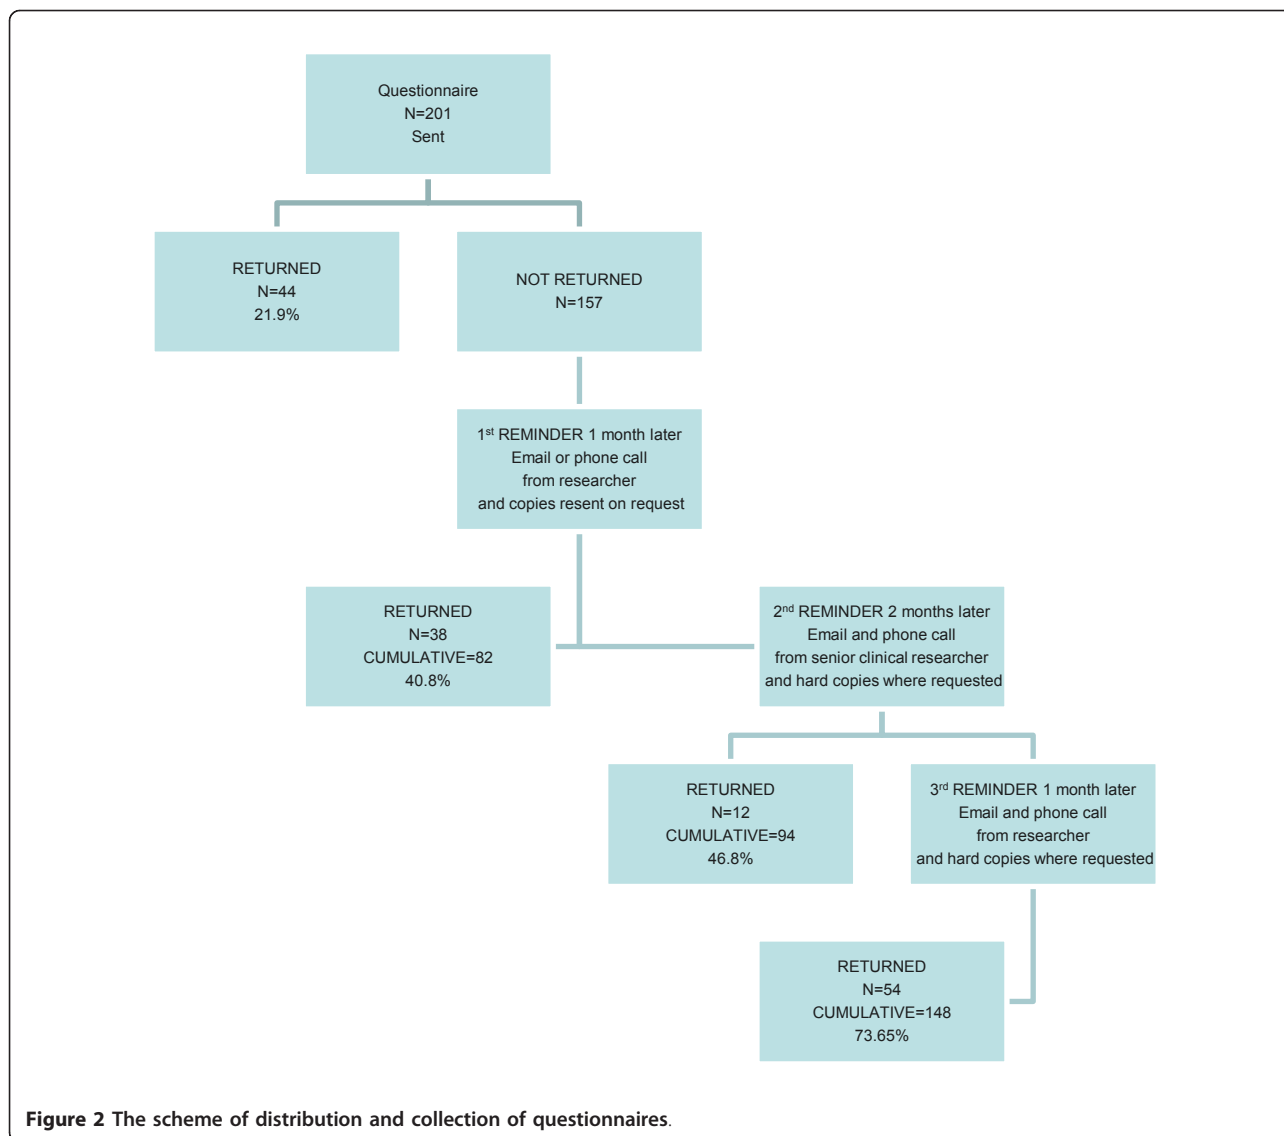 Questionnaire
N=201
Sent
RETURNED
N=44
21.9%
NOT RETURNED
N=157
1st REMINDER 1 month later
Email or phone call
from researcher
and copies resent on request
RETURNED
N=38
CUMULATIVE=82
40.8%
2nd REMINDER 2 months later
Email and phone call
from senior clinical researcher
and hard copies where requested
RETURNED
N=12
CUMULATIVE=94
46.8%
3rd REMINDER 1 month later
Email and phone call
from researcher
and hard copies where requested
RETURNED
N=54
CUMULATIVE=148
73.65%
Figure 2 The scheme of distribution and collection of questionnaires.